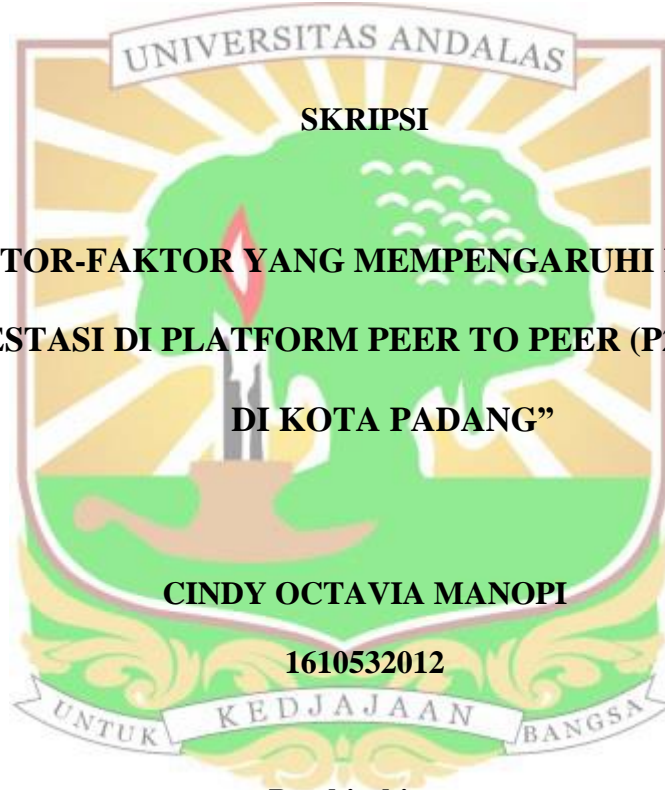 UNIVERSITAS ANDALAS
SKRIPSI
TOR-FAKTOR YANG MEMPENGARUHI
ESTASI DI PLATFORM PEER TO PEER (P
DI KOTA PADANG”
CINDY OCTAVIA MANOPI
1610532012
UNTUK KEDJAJAAN BANGSA